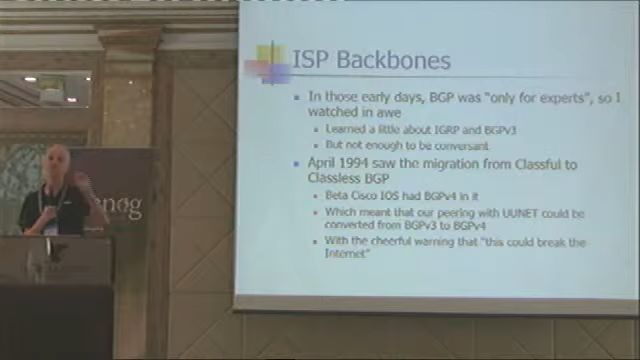 ISP Backbones
In those early days, BGP was "only for experts", so I
watched in awe
Learned a little about IGRP and BGPv3
But not enough to be conversant
April 1994 saw the migration from Classful to
Classless BGP
Beta Cisco IOS had BGPv4 in it
Which meant that our peering with UUNET could be
converted from BGPv3 to BGPv4
With the cheerful warning that "this could break the
Internet"
nog